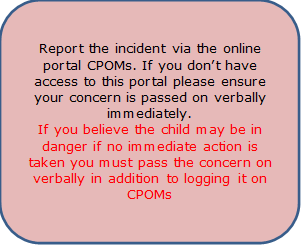 Report the incident via the online
portal CPOMs. If you don’t have
access to this portal please ensure
your concern is passed on verbally
immediately.
If you believe the child may be in
danger if no immediate action is
taken you must pass the concern on
verbally in addition to logging it on
CPOMs